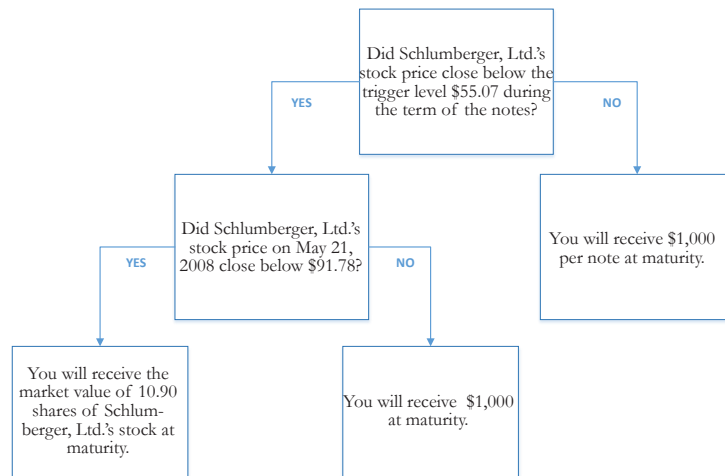 Did Schlumberger, Ltd.'s
stock price close below the
trigger level $55.07 during
the term of the notes?
YES
NO
Did Schlumberger, Ltd.'s
stock price on May 21,
2008 close below $91.78?
You will receive $1,000
per note at maturity.
YES
NO
You will receive the
market value of 10.90
shares of Schlum-
berger, Ltd.'s stock at
maturity.
You will receive $1,000
at maturity.